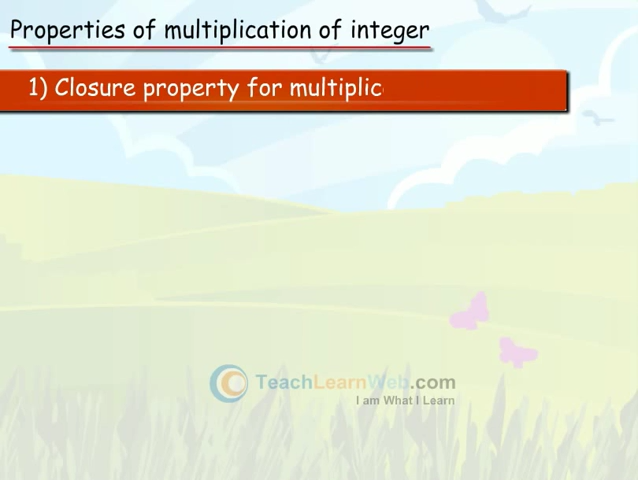 Properties of multiplication of integer
1) Closure property for multiplic
TeachLearnWeb.com
I am What I Learn